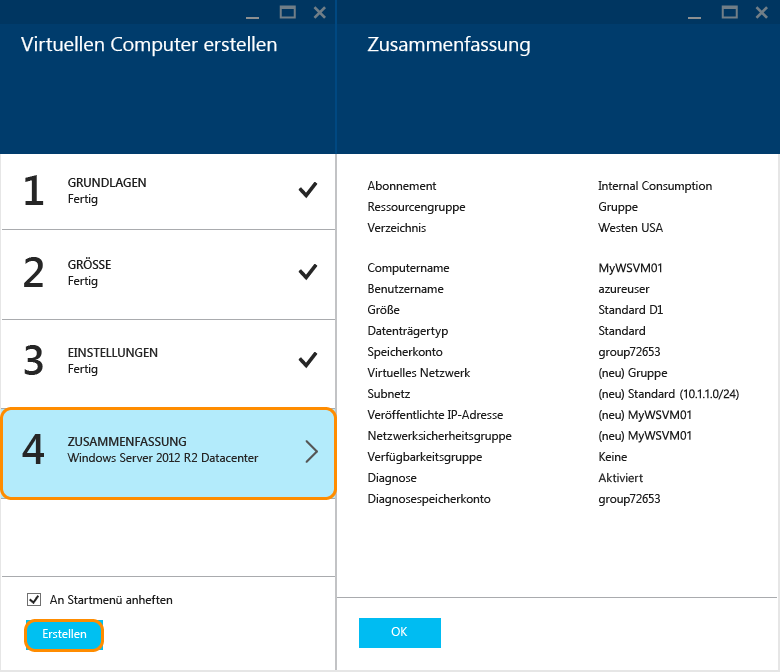 Virtuellen Computer erstellen
1
GRUNDLAGEN
Fertig
2
GRÖSSE
Fertig
3
EINSTELLUNGEN
Fertig
4
ZUSAMMENFASSUNG
Windows Server 2012 R2 Datacenter
An Startmenü anheften
Erstellen
Zusammenfassung
Abonnement Internal Consumption
Ressourcengruppe Gruppe
Verzeichnis Westen USA
Computername MyWSVM01
Benutzername azureuser
Größe Standard D1
Datenträgertyp Standard
Speicherkonto group72653
Virtuelles Netzwerk (neu) Gruppe
Subnetz (neu) Standard (10.1.1.0/24)
Veröffentlichte IP-Adresse (neu) MyWSVM01
Netzwerksicherheitsgruppe (neu) MyWSVM01
Verfügbarkeitsgruppe Keine
Diagnose Aktiviert
Diagnosespeicherkonto group72653
OK